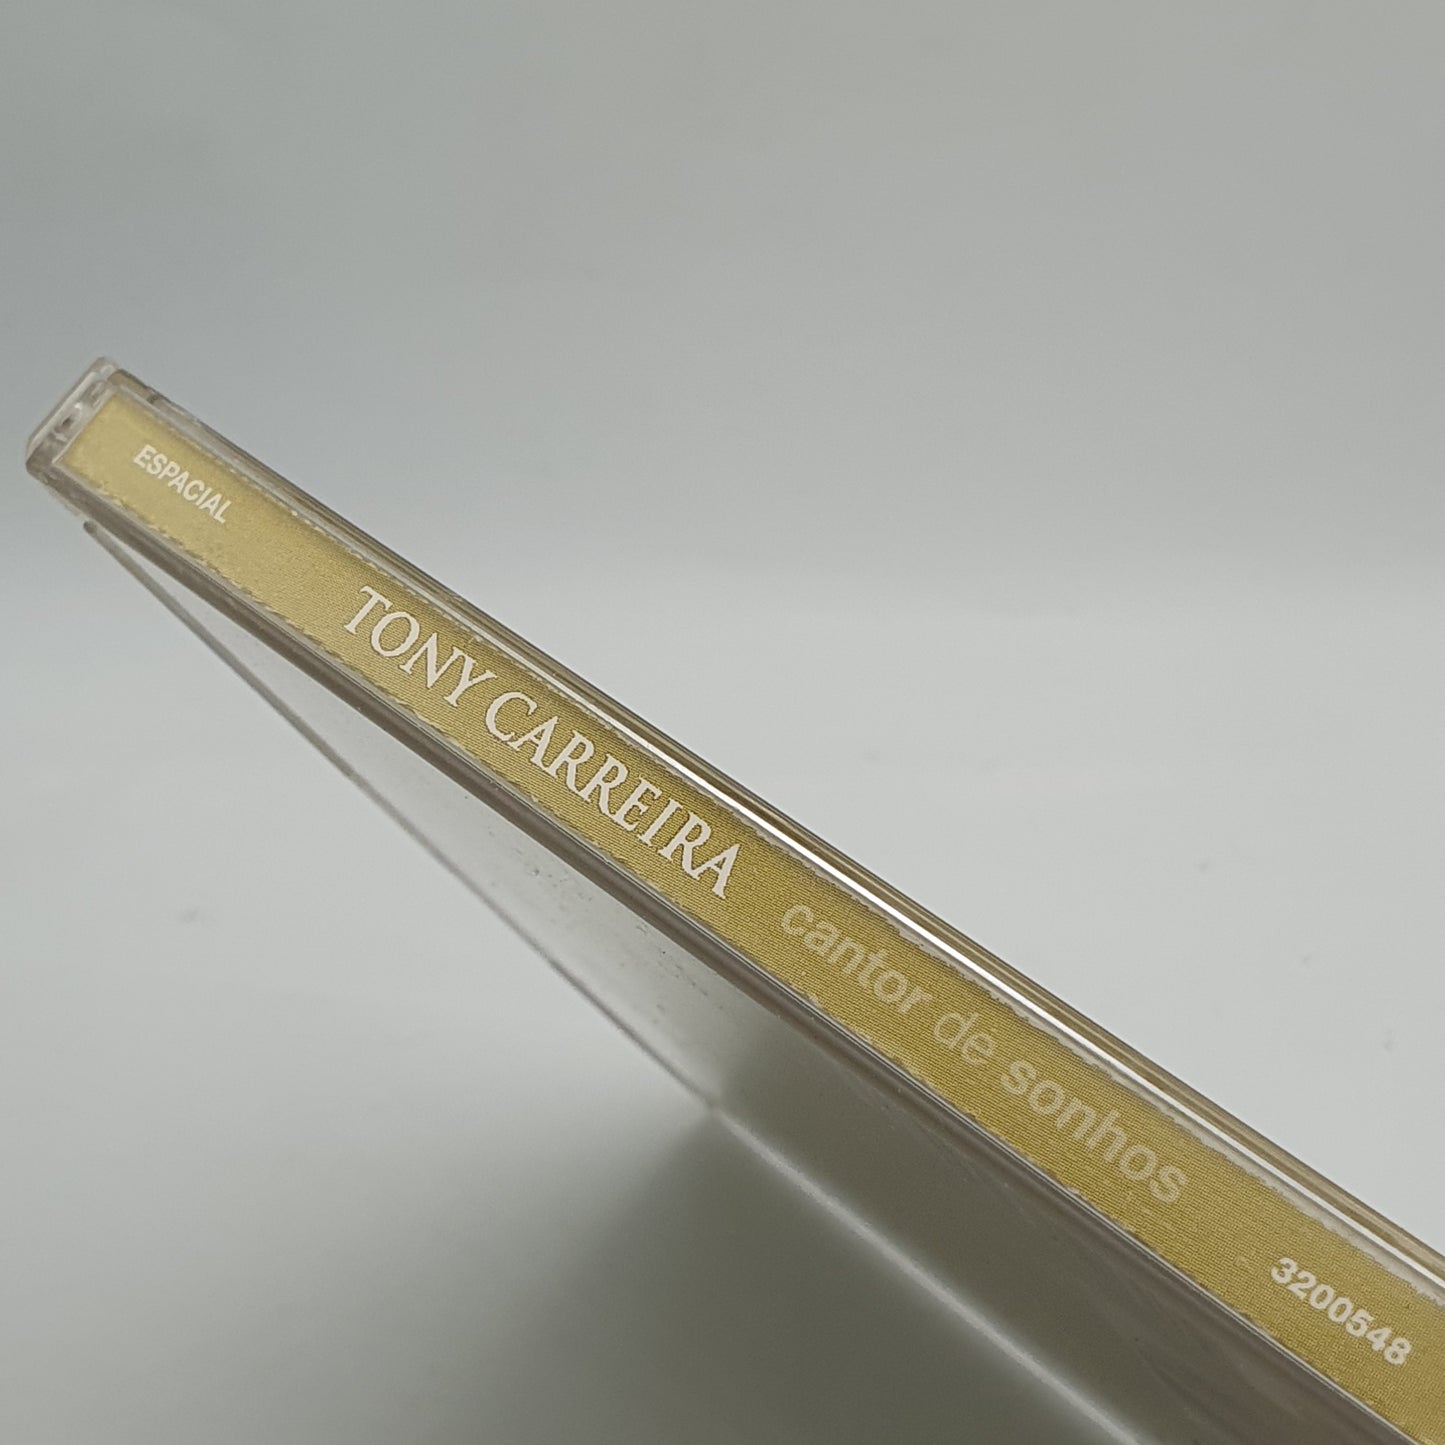 ESPACIAL TONY CARREIRA cantor de sonhos 3200548